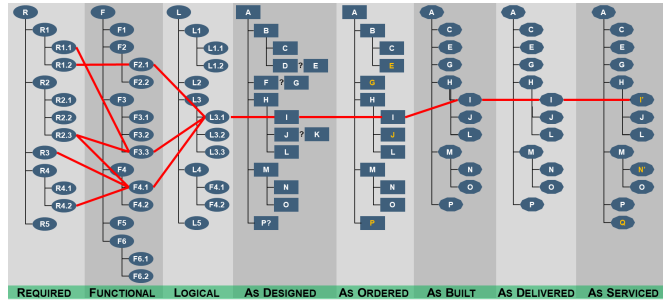 R
R1
R1.1
R1.2
R2
R2.1
R2.2
R2.3
R3
R4
R4.1
R4.2
R5
REQUIRED
F
F1
F2
F2.1
F2.2
F3
F3.1
F3.2
F3.3
F4
F4.1
F4.2
F5
F6
F6.1
F6.2
FUNCTIONAL
L
L1
L1.1
L1.2
L2
L3
L3.1
L3.2
L3.3
L4
F4.1
F4.2
L5
LOGICAL
A
B
C
D ? E
F ? G
H
I
J ? K
L
M
N
O
P?
AS DESIGNED
A
B
C
E
G
H
I
J
L
M
N
O
P
AS ORDERED
A
C
E
G
H
I
J
L
M
N
O
P
AS BUILT
A
C
E
G
H
I
J
L
M
N
O
P
AS DELIVERED
A
C
E
G
H
I'
J
L
M
N'
O
P
Q
AS SERVICED